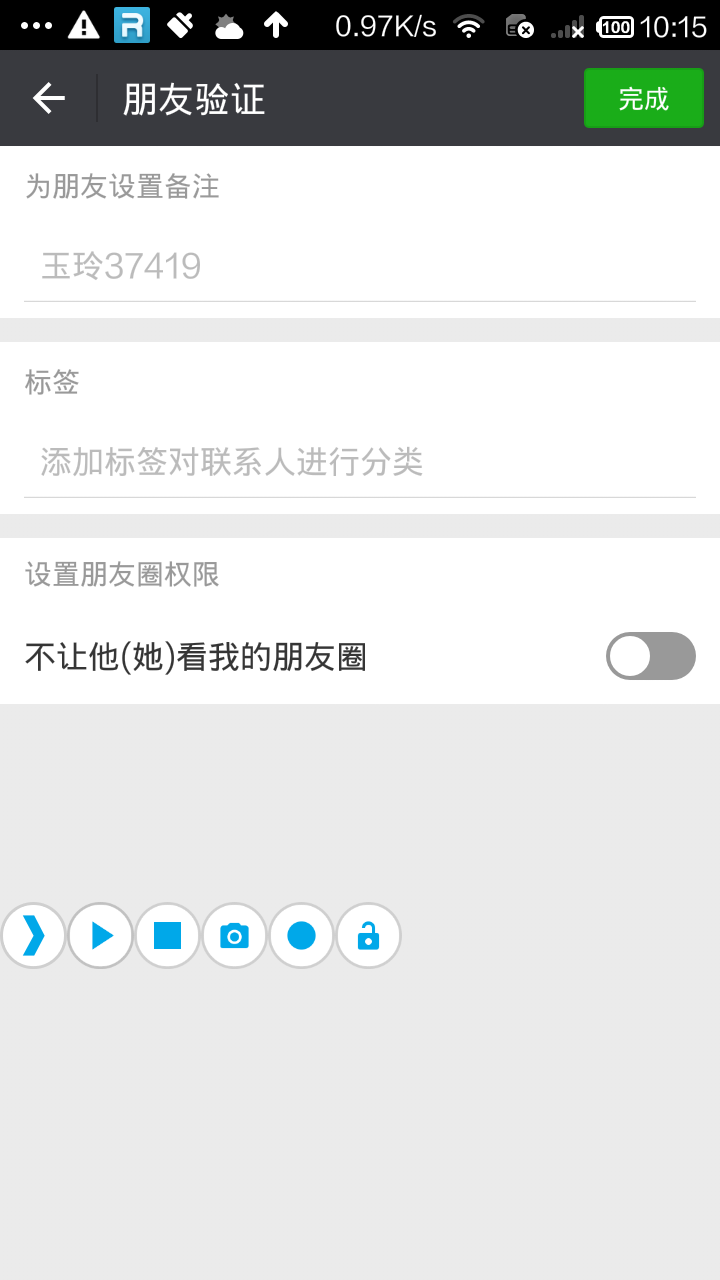 0.97K/s
100
10:15
R
朋友验证
完成
为朋友设置备注
玉玲37419
标签
添加标签对联系人进行分类
设置朋友圈权限
不让他(她)看我的朋友圈